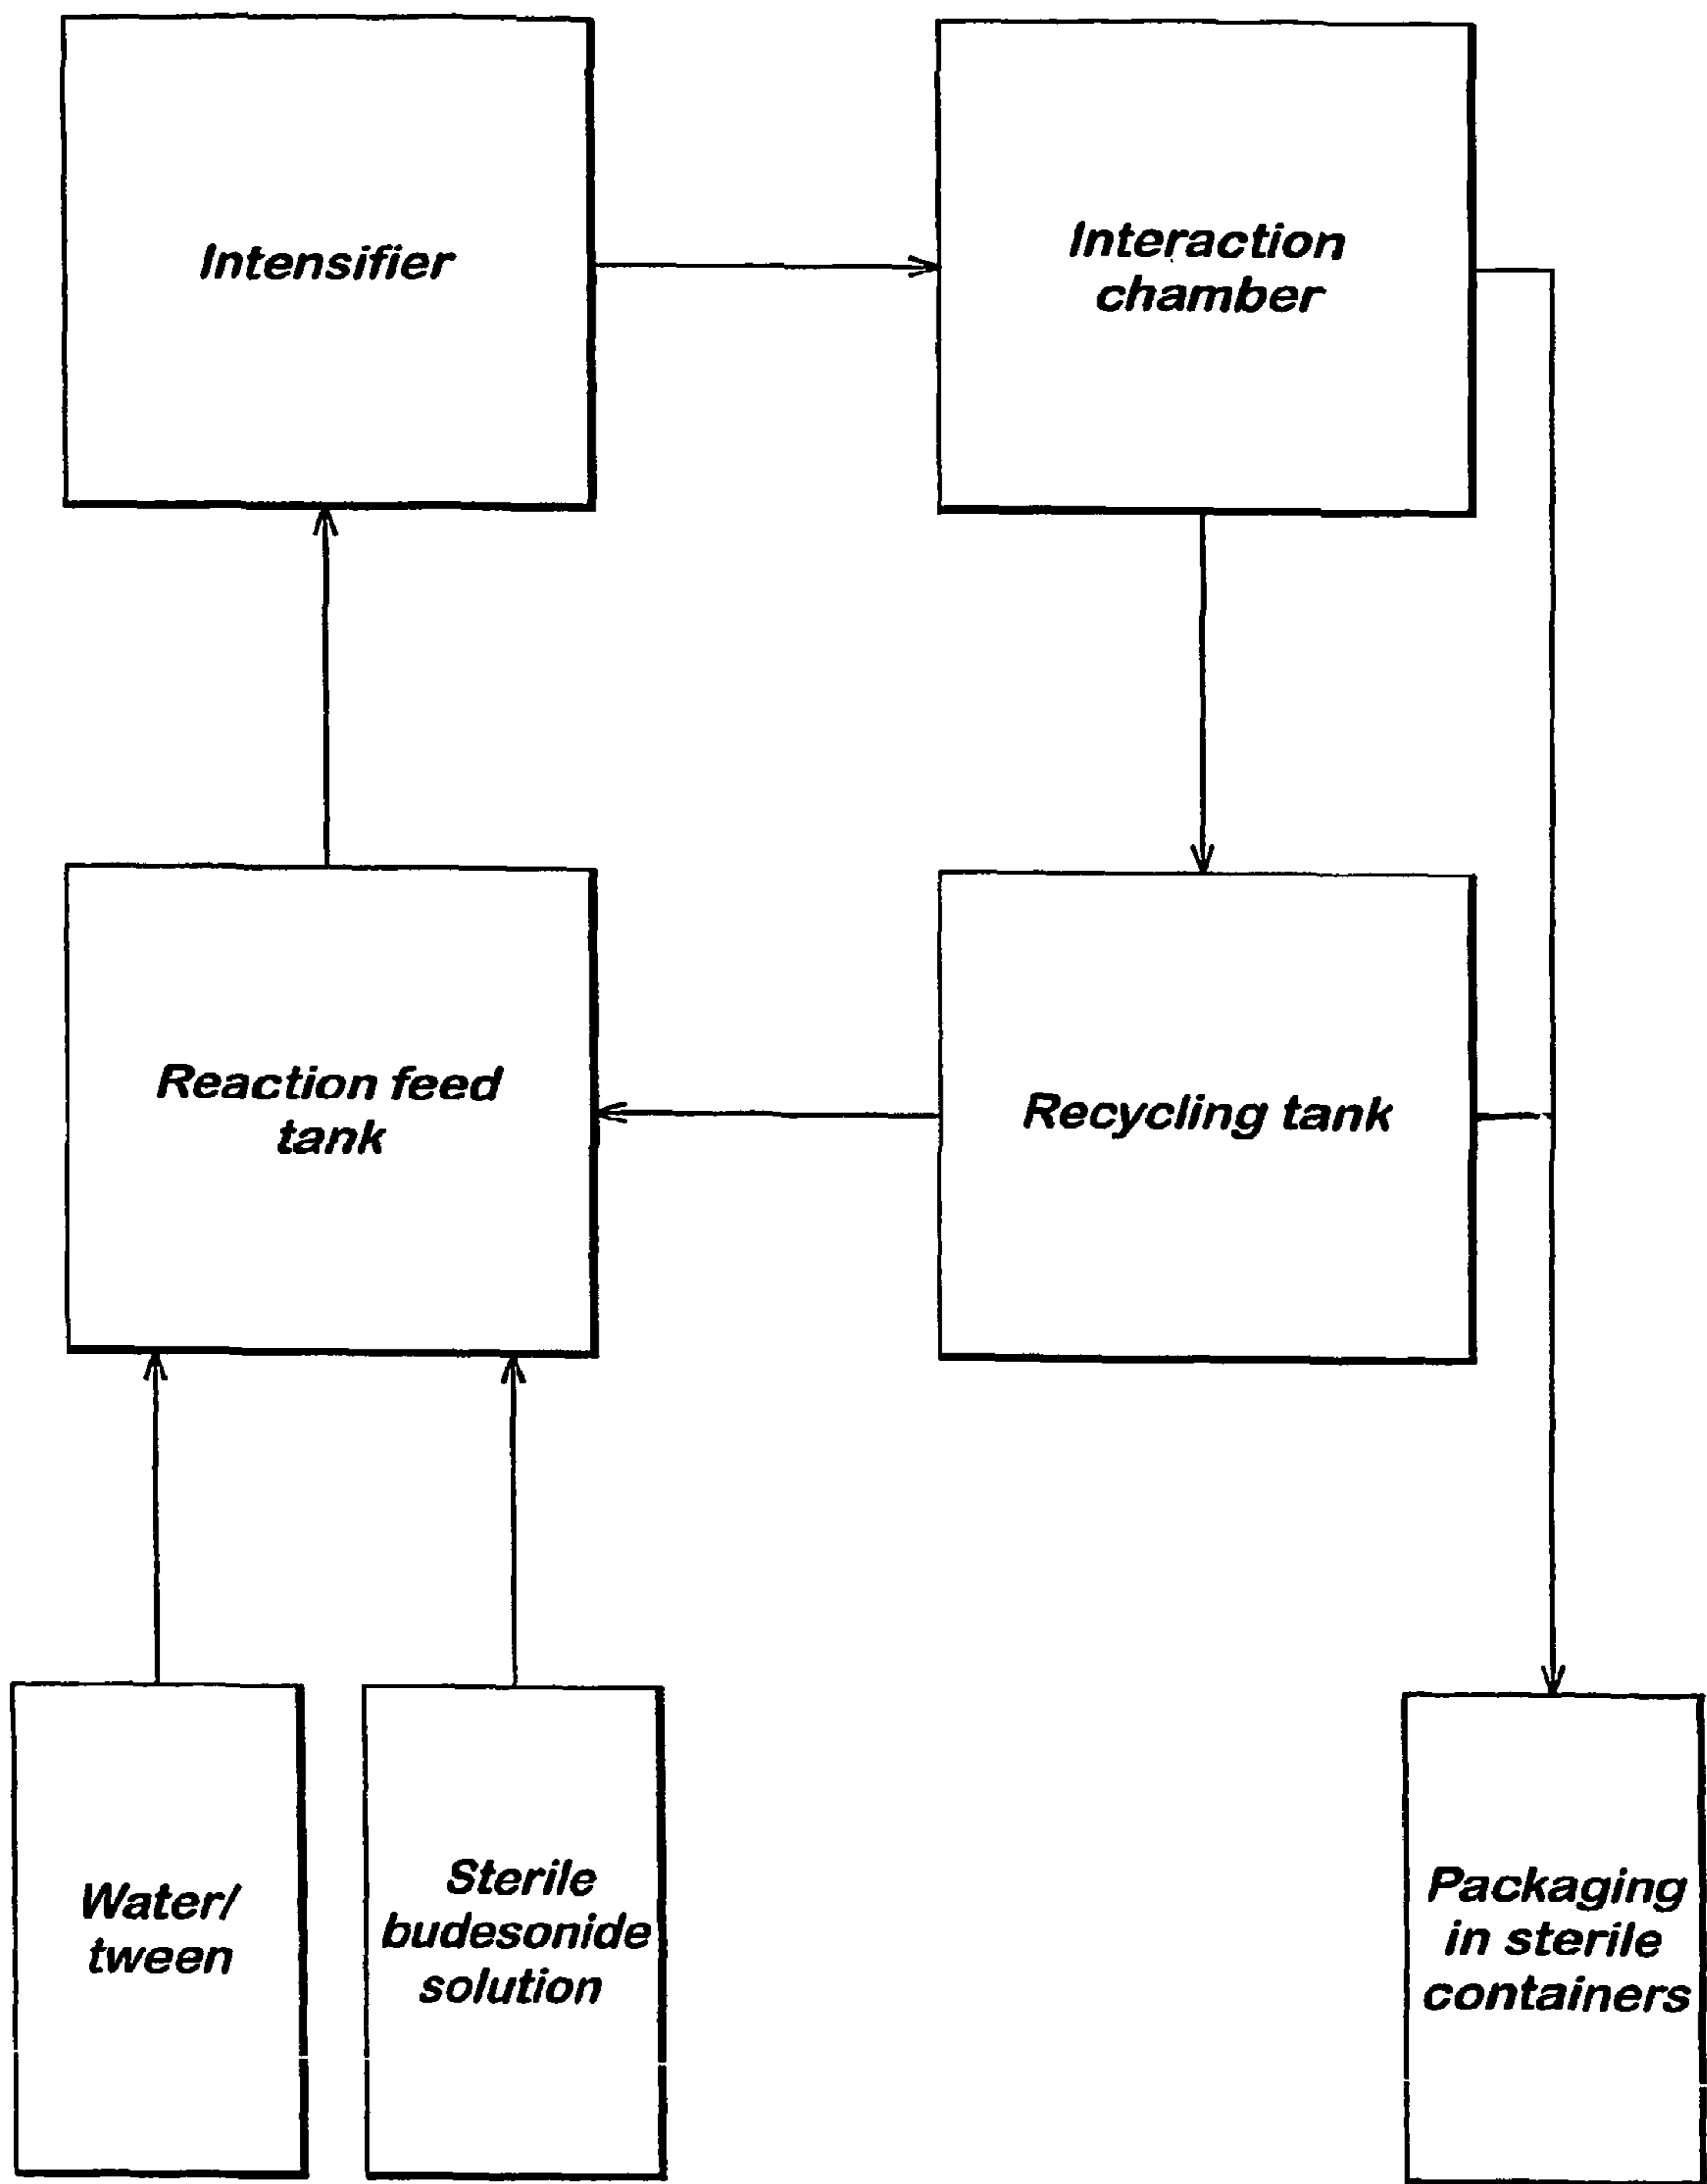 Intensifier
Interaction
chamber
Reaction feed
tank
Recycling tank
Water/
tween
Sterile
budesonide
solution
Packaging
in sterile
containers